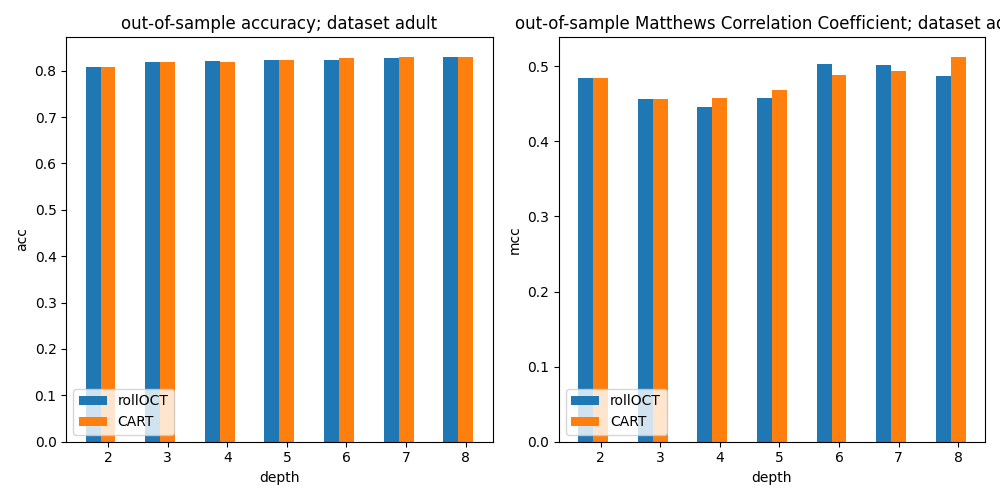 out-of-sample accuracy; dataset adult
acc
0.8
0.7
0.6
0.5
0.4
0.3
0.2
0.1
0.0
rollOCT
CART
2 3 4 5 6 7 8
depth
out-of-sample Matthews Correlation Coefficient; dataset ad
mcc
0.5
0.4
0.3
0.2
0.1
0.0
rollOCT
CART
2 3 4 5 6 7 8
depth